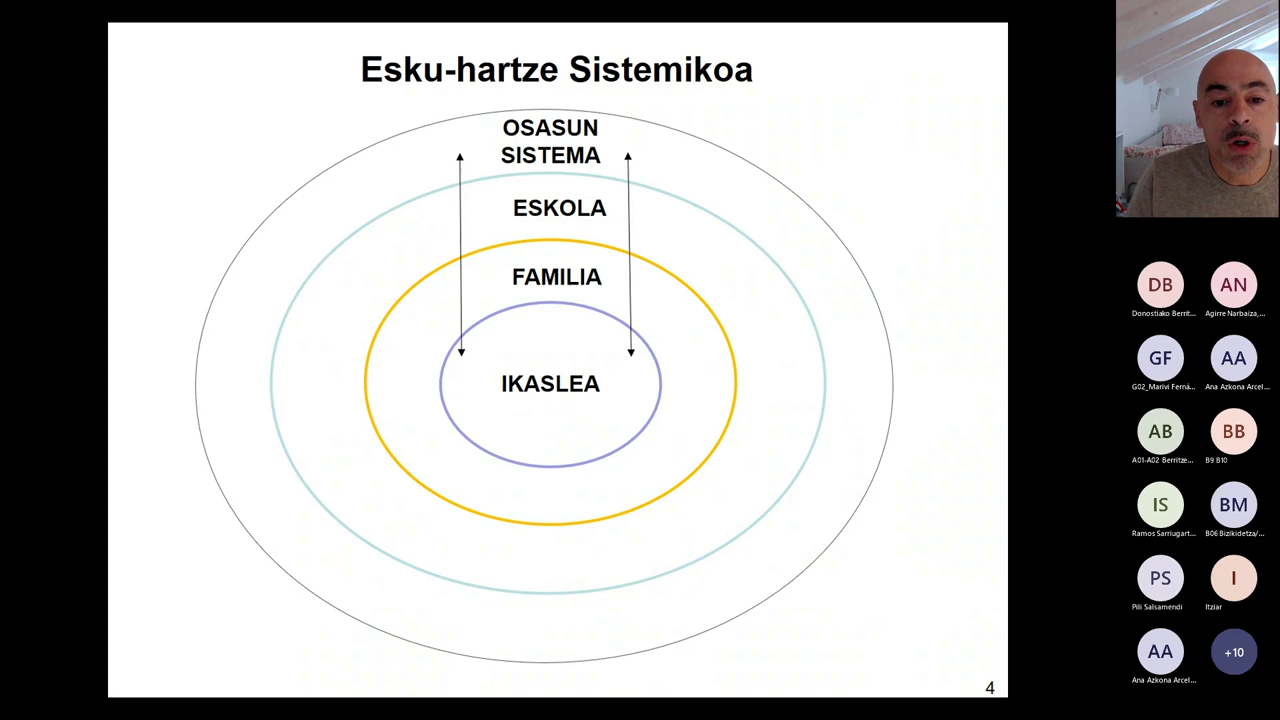 Esku-hartze Sistemikoa
OSASUN
SISTEMA
ESKOLA
FAMILIA
IKASLEA
4
DB
AN
Donostiako Berrit...
Agirre Narbaiza,...
GF
AA
G02_Marivi Ferná...
Ana Azkona Arcel...
AB
BB
A01-A02 Berritze...
B9 B10
IS
BM
Ramos Sarriugart...
B06 Bizikidetza/...
PS
I
Pili Salsamendi
Itziar
AA
+10
Ana Azkona Arcel...